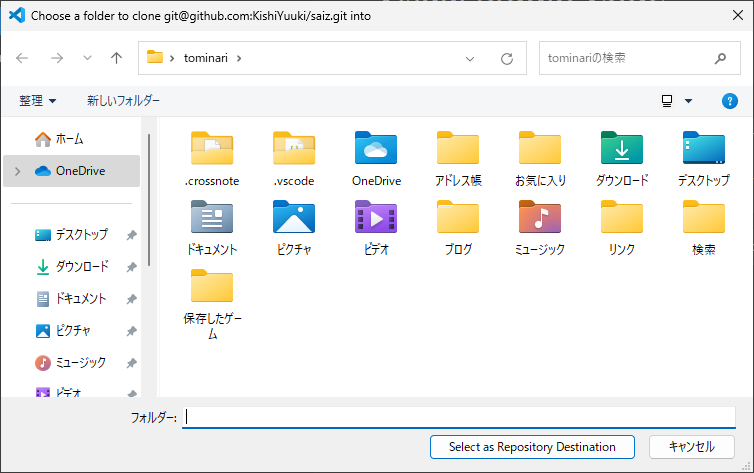 Choose a folder to clone git@github.com:KishiYuuki/saiz.git into
tominari
tominariの検索
整理
新しいフォルダー
ホーム
OneDrive
デスクトップ
ダウンロード
ドキュメント
ピクチャ
ミュージック
ビデオ
.crossnote
.vscode
OneDrive
アドレス帳
お気に入り
ダウンロード
デスクトップ
ドキュメント
ピクチャ
ビデオ
ブログ
ミュージック
リンク
検索
保存したゲー
ム
フォルダー:
Select as Repository Destination
キャンセル